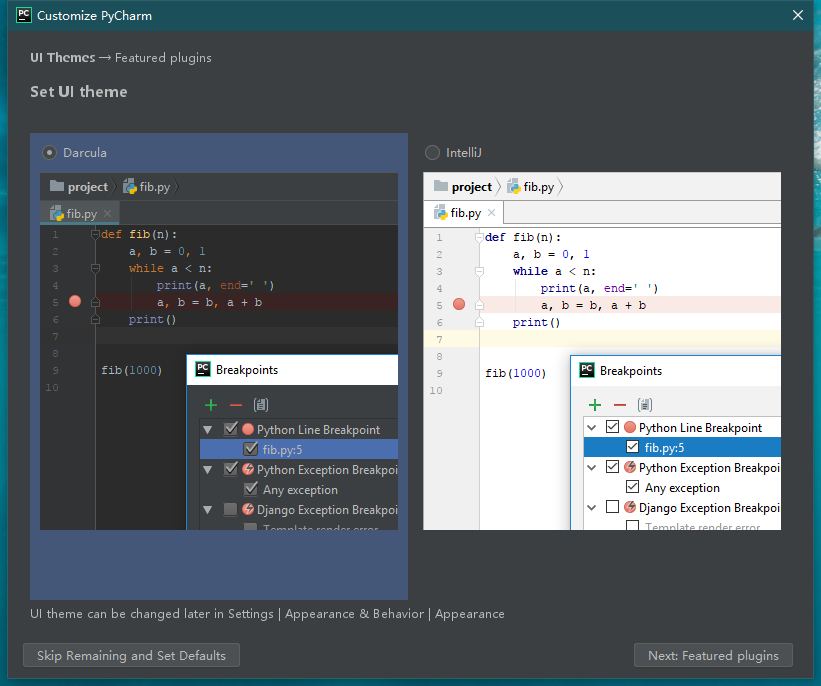 PC Customize PyCharm
UI Themes → Featured plugins
Set UI theme
Darcula
project
fib.py
fib.py
1 def fib(n):
2 a, b = 0, 1
3 while a < n:
4 print(a, end=' ')
5 a, b = b, a + b
6 print()
7
8
9 fib(1000)
10
PC Breakpoints
Python Line Breakpoint
fib.py:5
Python Exception Breakpoi
Any exception
Django Exception Breakpoi
Template render error
IntelliJ
project
fib.py
fib.py
1 def fib(n):
2 a, b = 0, 1
3 while a < n:
4 print(a, end=' ')
5 a, b = b, a + b
6 print()
7
8
9 fib(1000)
10
PC Breakpoints
Python Line Breakpoint
fib.py:5
Python Exception Breakpoi
Any exception
Django Exception Breakpoi
Template render error
UI theme can be changed later in Settings | Appearance & Behavior | Appearance
Skip Remaining and Set Defaults
Next: Featured plugins